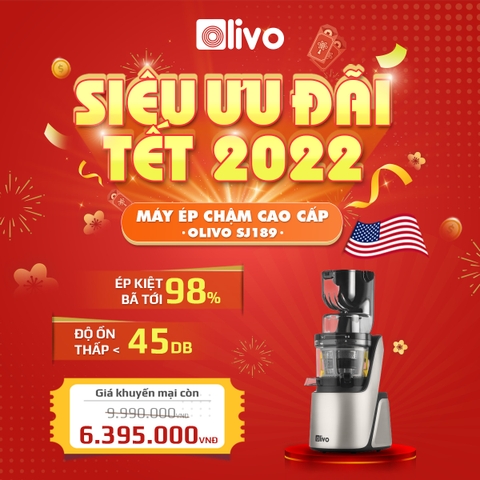 Olivo
SIÊU ƯU ĐÃI
TẾT 2022
MÁY ÉP CHẬM CAO CẤP
·OLIVO SJ189·
ÉP KIỆT
BÃ TỚI 98%
ĐỘ ỒN
THẤP < 45DB
Giá khuyến mại còn
9.990.000VNĐ
6.395.000VNĐ
Olivo